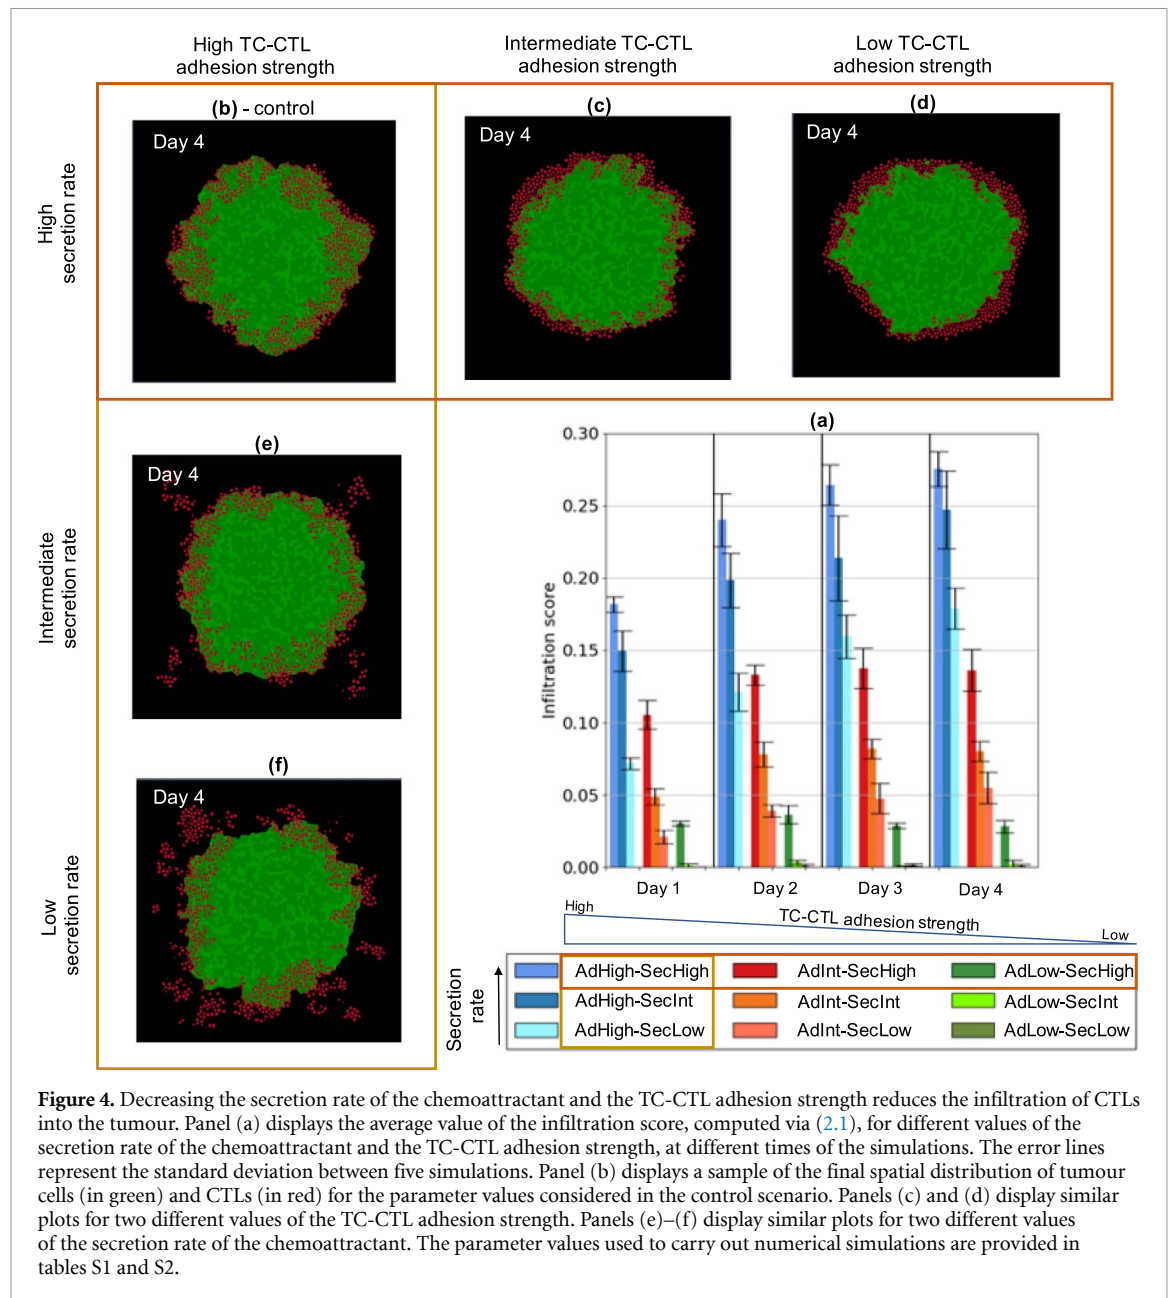 High TC-CTL
adhesion strength
Intermediate TC-CTL
adhesion strength
Low TC-CTL
adhesion strength
High
secretion rate
(b) - control
Day 4
(c)
Day 4
(d)
Day 4
Intermediate
secretion rate
(e)
Day 4
Low
secretion rate
(f)
Day 4
(a)
Infiltration score
0.30
0.25
0.20
0.15
0.10
0.05
0.00
Day 1
Day 2
Day 3
Day 4
High
TC-CTL adhesion strength
Low
Secretion
rate
AdHigh-SecHigh
AdInt-SecHigh
AdLow-SecHigh
AdHigh-SecInt
AdInt-SecInt
AdLow-SecInt
AdHigh-SecLow
AdInt-SecLow
AdLow-SecLow
Figure 4. Decreasing the secretion rate of the chemoattractant and the TC-CTL adhesion strength reduces the infiltration of CTLs
into the tumour. Panel (a) displays the average value of the infiltration score, computed via (2.1), for different values of the
secretion rate of the chemoattractant and the TC-CTL adhesion strength, at different times of the simulations. The error lines
represent the standard deviation between five simulations. Panel (b) displays a sample of the final spatial distribution of tumour
cells (in green) and CTLs (in red) for the parameter values considered in the control scenario. Panels (c) and (d) display similar
plots for two different values of the TC-CTL adhesion strength. Panels (e)–(f) display similar plots for two different values
of the secretion rate of the chemoattractant. The parameter values used to carry out numerical simulations are provided in
tables S1 and S2.